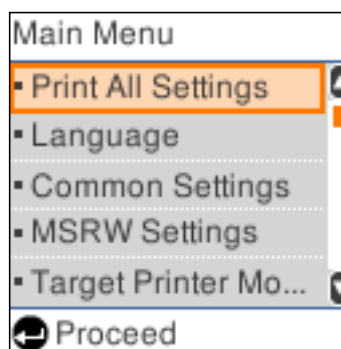 Main Menu
▪ Print All Settings
▪ Language
▪ Common Settings
▪ MSRW Settings
▪ Target Printer Mo...
Proceed